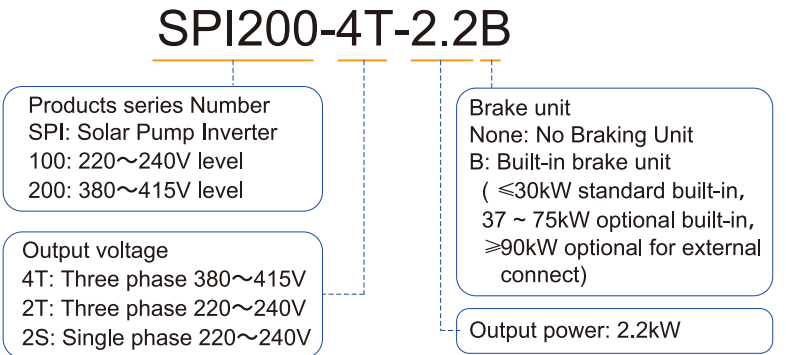 SPI200-4T-2.2B
Products series Number
SPI: Solar Pump Inverter
100: 220～240V level
200: 380～415V level
Output voltage
4T: Three phase 380～415V
2T: Three phase 220～240V
2S: Single phase 220～240V
Brake unit
None: No Braking Unit
B: Built-in brake unit
( ≤30kW standard built-in,
37 ~ 75kW optional built-in,
≥90kW optional for external
connect)
Output power: 2.2kW